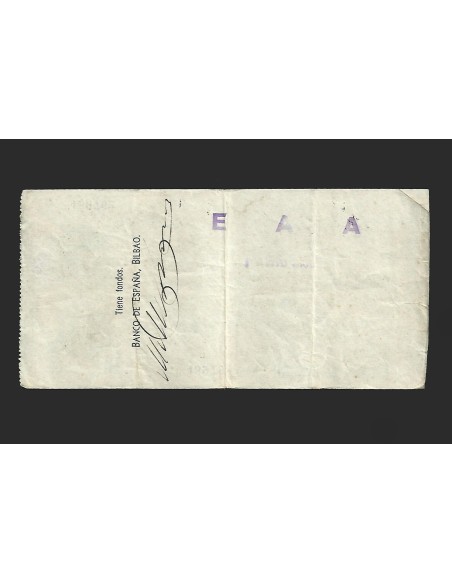 E A A
Tiene fondos.
BANCO DE ESPAÑA, BILBAO.